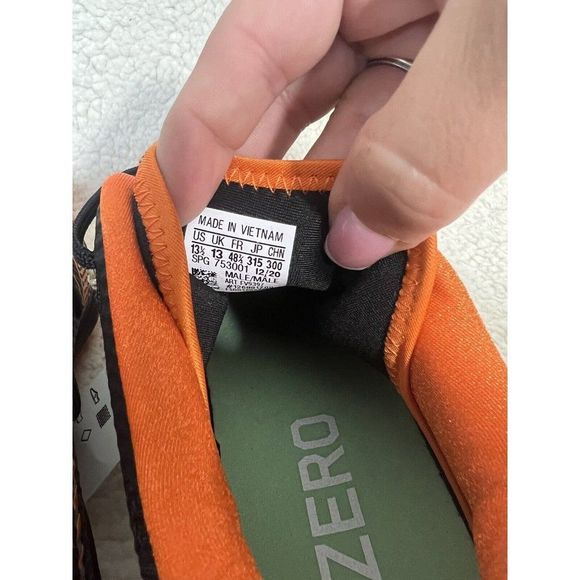 MADE IN VIETNAM
US UK FR JP CHN
13½ 13 48⅔ 315 300
SPG 753001 12/20
MALE/MALE
ZERO